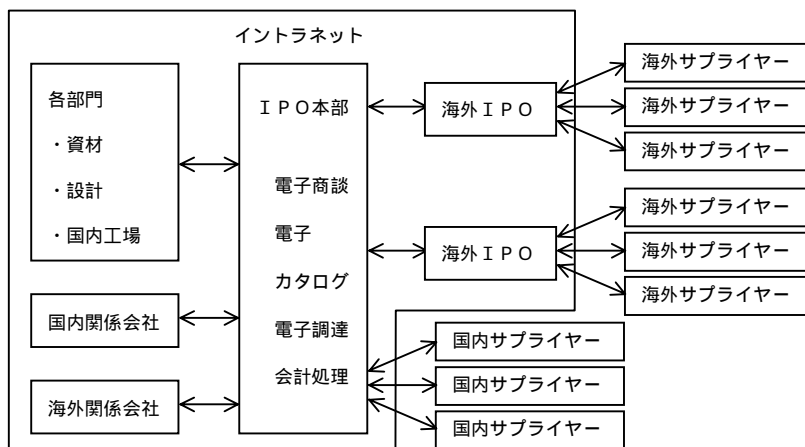 イントラネット
各部門
・資材
・設計
・国内工場
国内関係会社
海外関係会社
ＩＰＯ本部
電子商談
電子
カタログ
電子調達
会計処理
海外ＩＰＯ
海外ＩＰＯ
海外サプライヤー
海外サプライヤー
海外サプライヤー
海外サプライヤー
海外サプライヤー
海外サプライヤー
国内サプライヤー
国内サプライヤー
国内サプライヤー